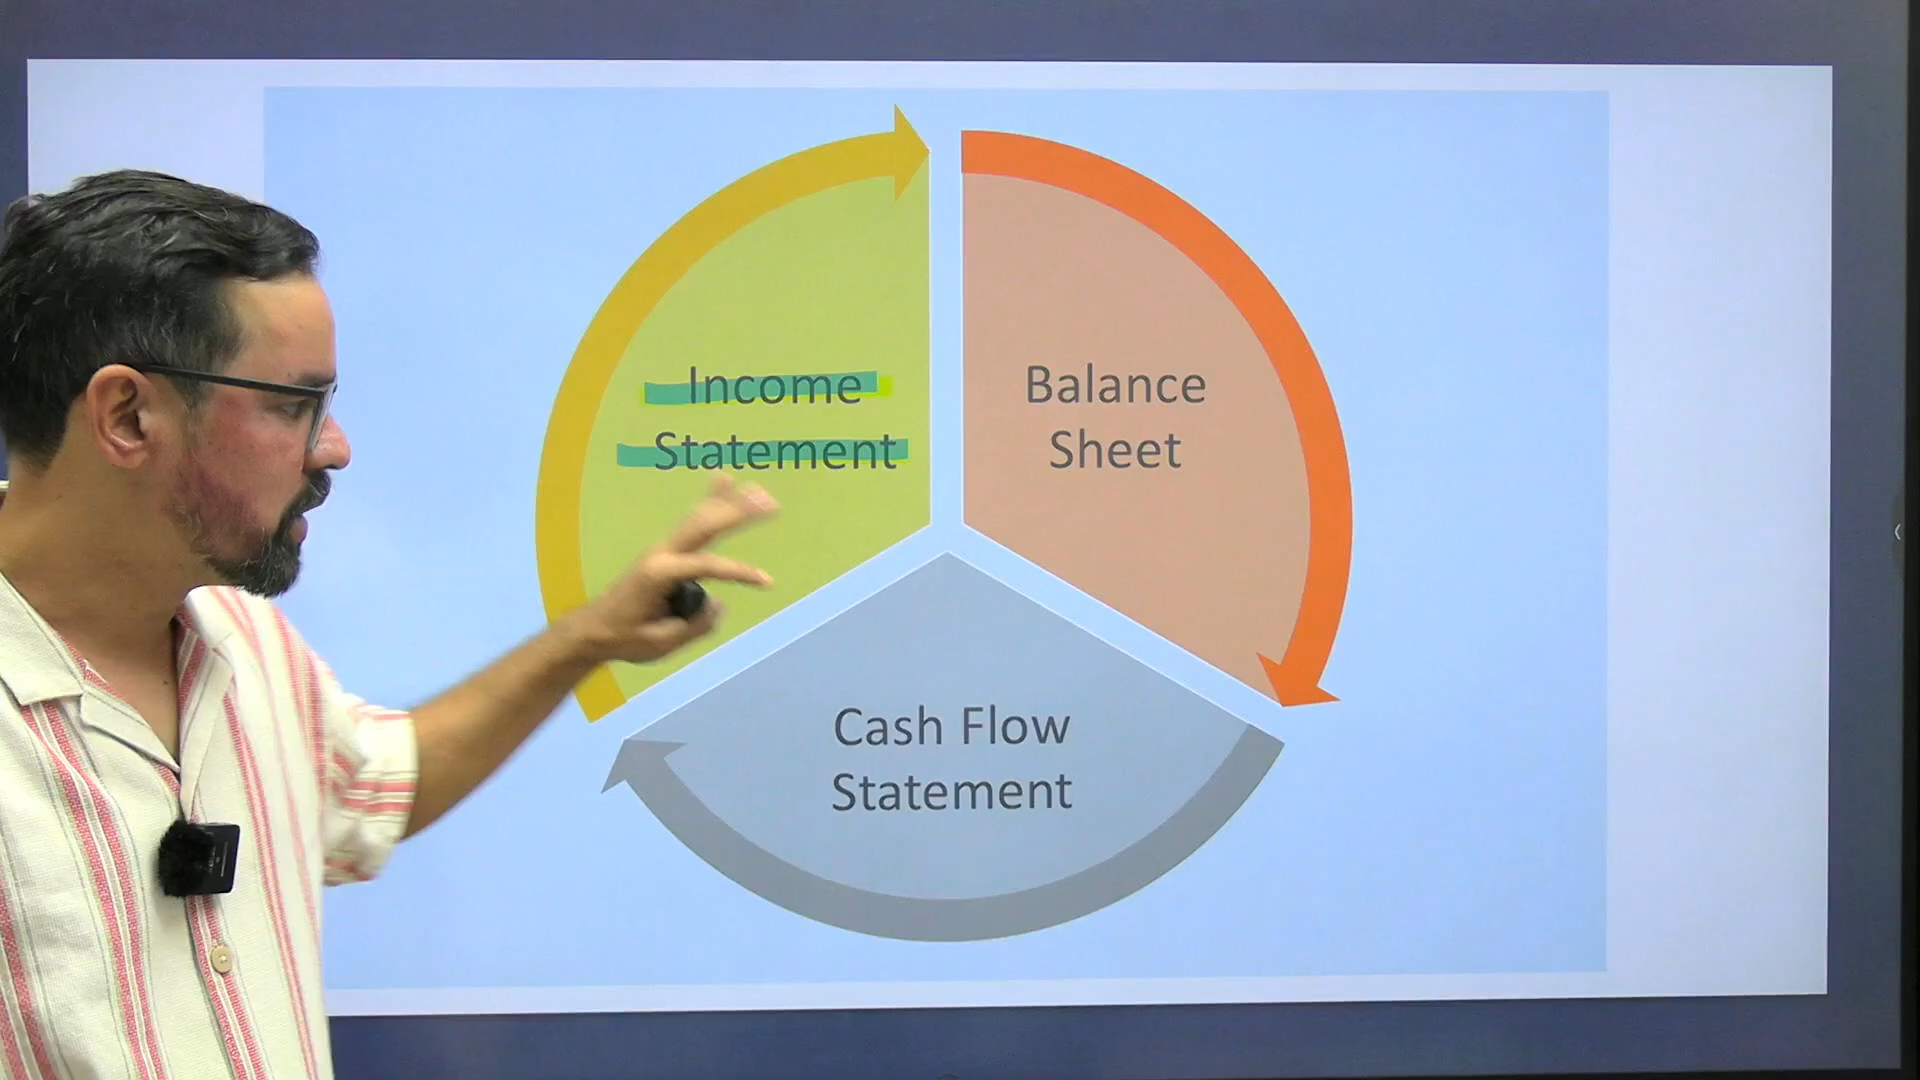 Income
Statement
Balance
Sheet
Cash Flow
Statement